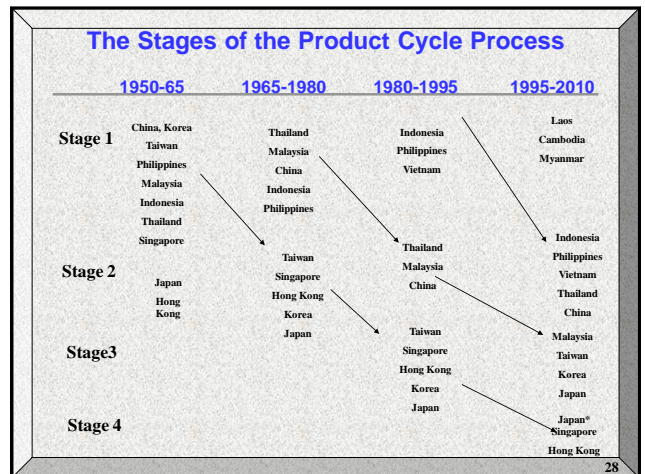 The Stages of the Product Cycle Process
1950-65 1965-1980 1980-1995 1995-2010
Stage 1
China, Korea
Taiwan
Philippines
Malaysia
Indonesia
Thailand
Singapore
Thailand
Malaysia
China
Indonesia
Philippines
Indonesia
Philippines
Vietnam
Laos
Cambodia
Myanmar
Stage 2
Japan
Hong
Kong
Taiwan
Singapore
Hong Kong
Korea
Japan
Thailand
Malaysia
China
Indonesia
Philippines
Vietnam
Thailand
China
Stage3
Taiwan
Singapore
Hong Kong
Korea
Japan
Malaysia
Taiwan
Korea
Japan
Stage 4
Japan*
Singapore
Hong Kong
28